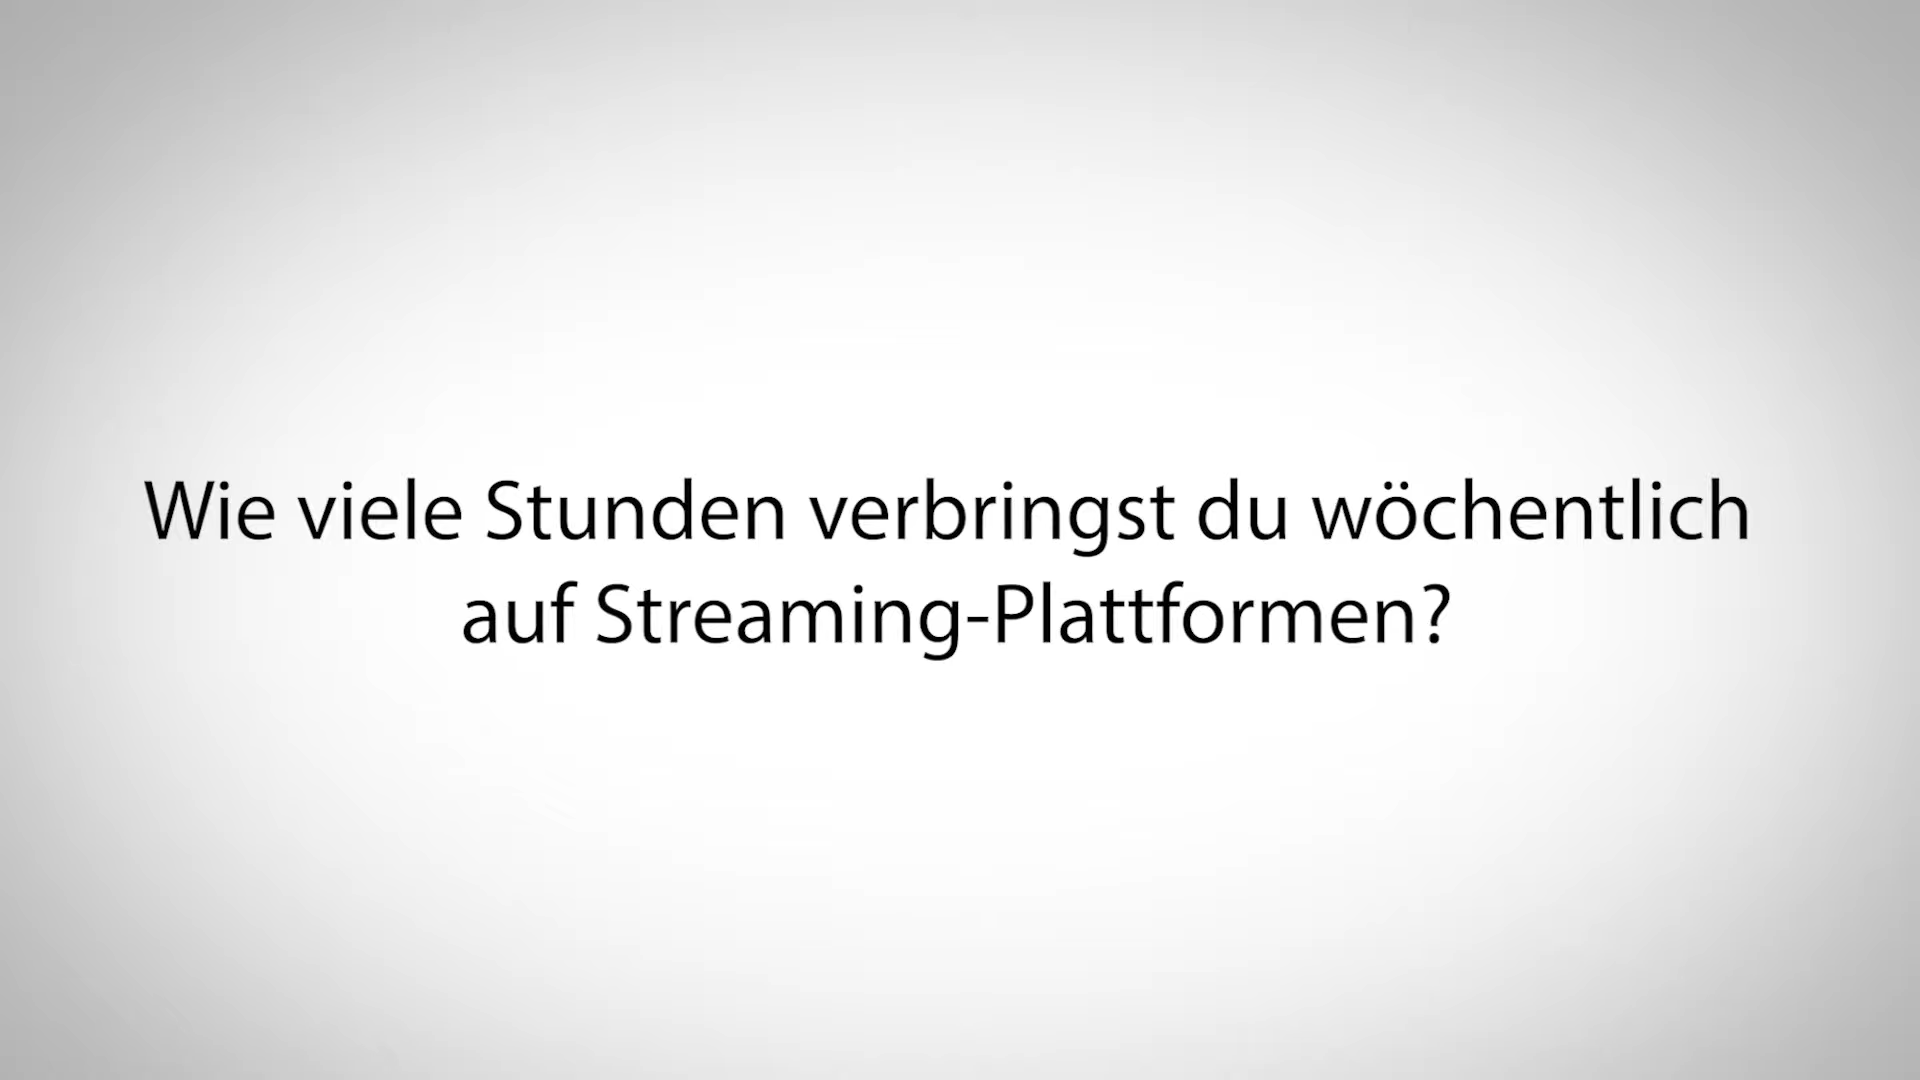 Wie viele Stunden verbringst du wöchentlich
auf Streaming-Plattformen?